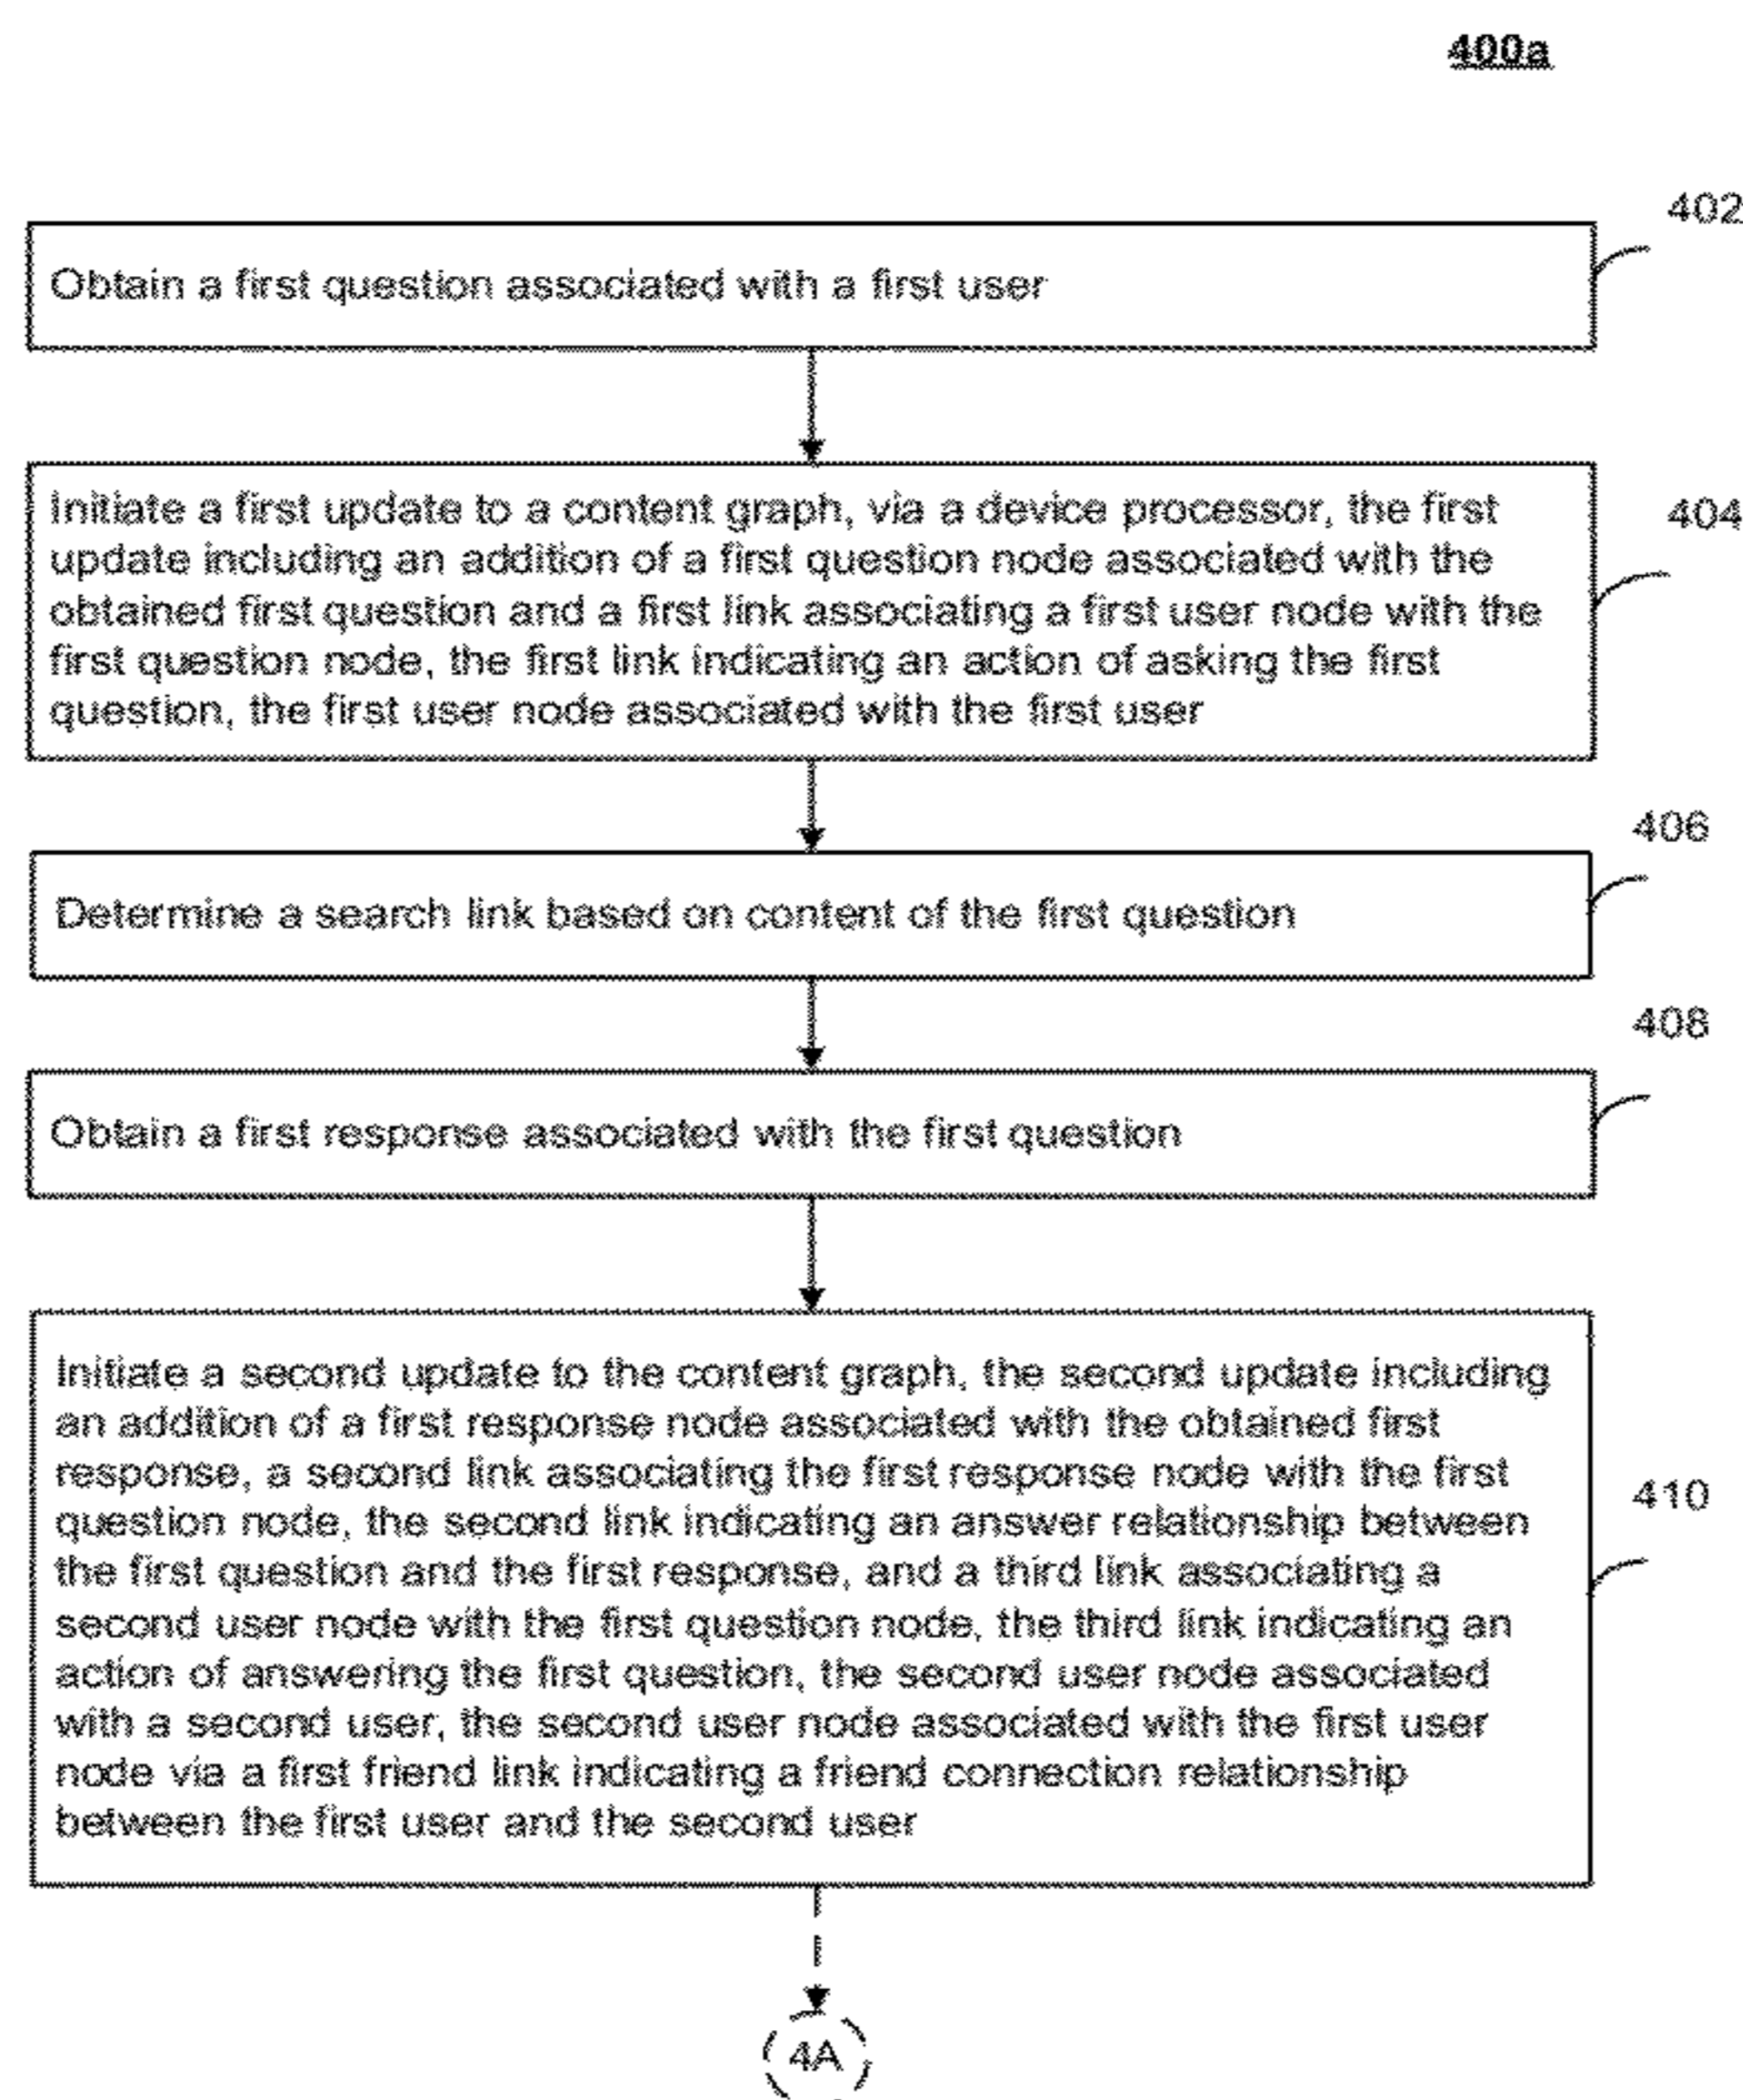 400a
402
Obtain a first question associated with a first user
Initiate a first update to a content graph, via a device processor, the first
404
update including an addition of a first question node associated with the
obtained first question and a first link associating a first user node with the
first question node, the first link indicating an action of asking the first
question, the first user node associated with the first user
406
Determine a search link based on content of the first question
408
Obtain a first response associated with the first question
Initiate a second update to the content graph, the second update including
an addition of a first response node associated with the obtained first
response, a second link associating the first response node with the first
410
question node, the second link indicating an answer relationship between
the first question and the first response, and a third link associating a
second user node with the first question node, the third link indicating an
action of answering the first question, the second user node associated
with a second user, the second user node associated with the first user
node via a first friend link indicating a friend connection relationship
between the first user and the second user
4A